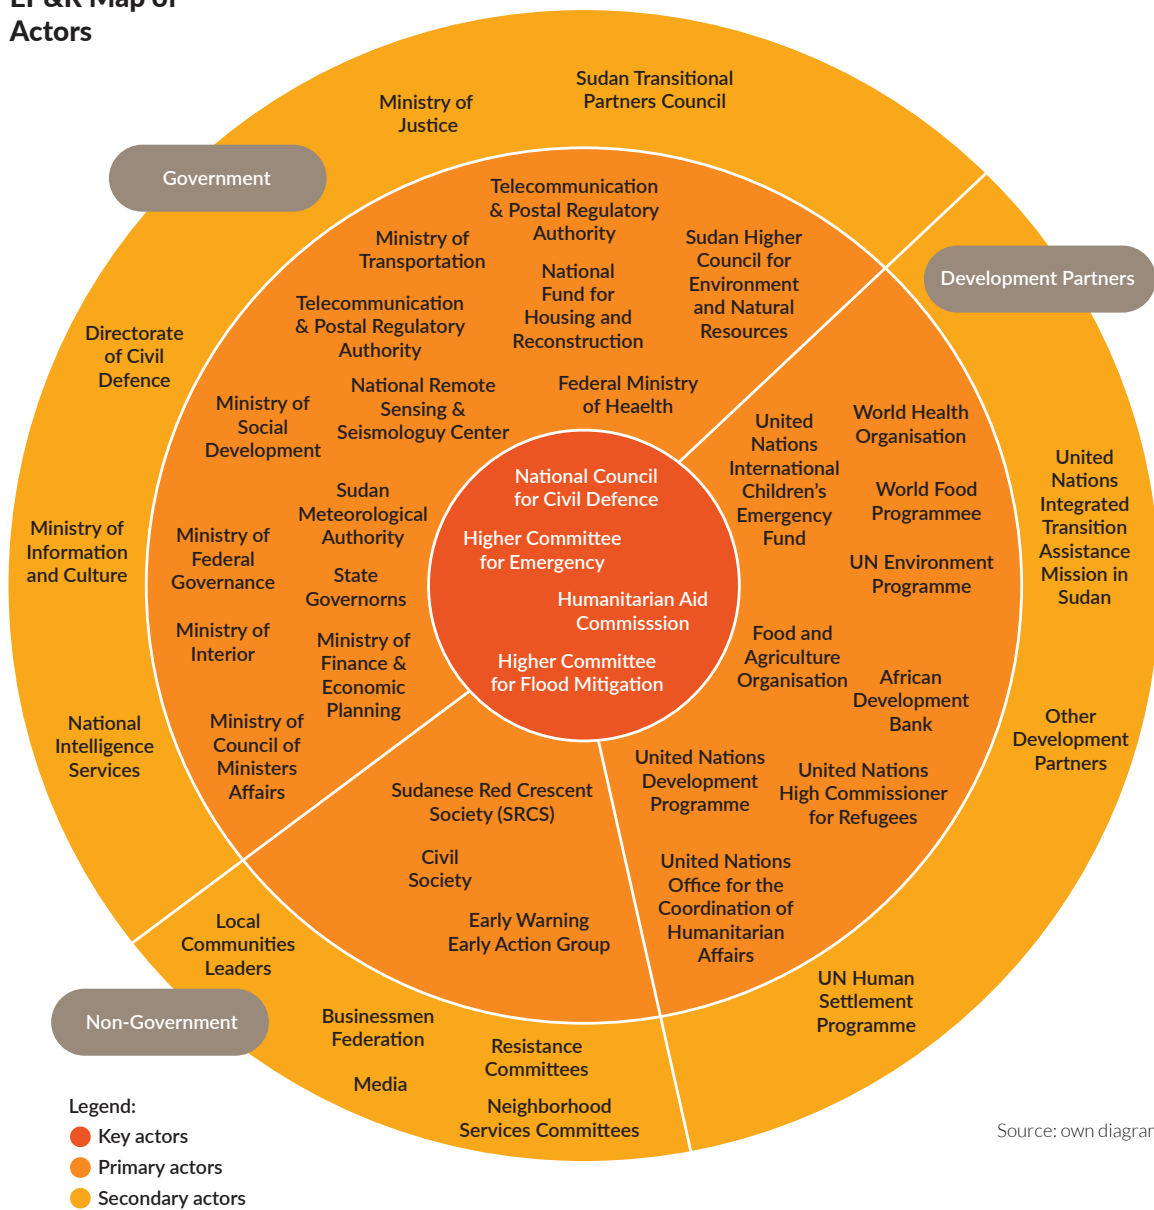 Actors
Sudan Transitional
Partners Council
Ministry of
Justice
Government
Directorate
of Civil
Defence
Ministry of
Information
and Culture
National
Intelligence
Services
Telecommunication
& Postal Regulatory
Authority
Ministry of
Transportation
Sudan Higher
Council for
Environment
and Natural
Resources
National
Fund for
Housing and
Reconstruction
Telecommunication
& Postal Regulatory
Authority
National Remote
Sensing &
Seismologuy Center
Federal Ministry
of Heaelth
Ministry of
Social
Development
Sudan
Meteorological
Authority
Ministry of
Federal
Governance
State
Governorns
Ministry of
Interior
Ministry of
Finance &
Economic
Planning
Ministry of
Council of
Ministers
Affairs
National Council
for Civil Defence
Higher Committee
for Emergency
Humanitarian Aid
Commisssion
Higher Committee
for Flood Mitigation
Development Partners
World Health
Organisation
United
Nations
International
Children's
Emergency
Fund
World Food
Programmee
UN Environment
Programme
Food and
Agriculture
Organisation
African
Development
Bank
United Nations
Development
Programme
United Nations
High Commissioner
for Refugees
United Nations
Office for the
Coordination of
Humanitarian
Affairs
United
Nations
Integrated
Transition
Assistance
Mission in
Sudan
Other
Development
Partners
UN Human
Settlement
Programme
Sudanese Red Crescent
Society (SRCS)
Civil
Society
Early Warning
Early Action Group
Local
Communities
Leaders
Non-Government
Businessmen
Federation
Resistance
Committees
Media
Neighborhood
Services Committees
Legend:
Key actors
Primary actors
Secondary actors
Source: own diagram